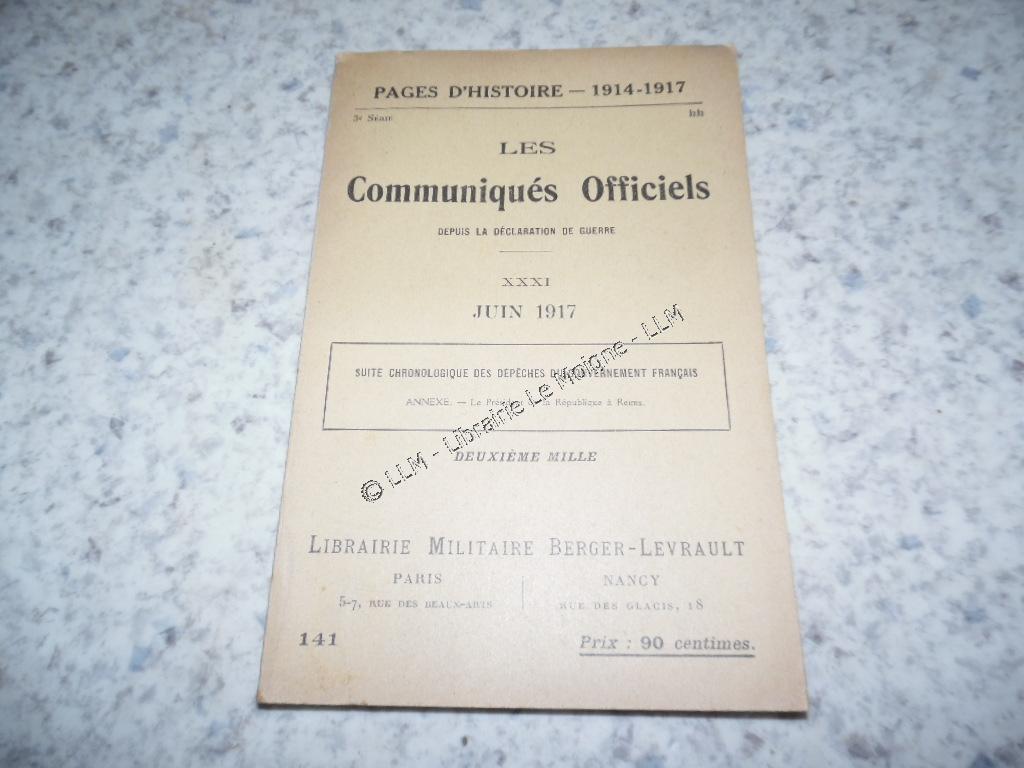 PAGES D'HISTOIRE — 1914-1917
3e Série
LES
Communiqués Officiels
DEPUIS LA DÉCLARATION DE GUERRE
XXXI
JUIN 1917
SUITE CHRONOLOGIQUE DES DÉPÊCHES DU GOUVERNEMENT FRANÇAIS
ANNEXE. — Le Président de la République à Reims.
DEUXIÈME MILLE
LIBRAIRIE MILITAIRE BERGER-LEVRAULT
PARIS
5-7, RUE DES BEAUX-ARTS
NANCY
RUE DES GLACIS, 18
141
Prix : 90 centimes.
© LLM - Librairie Le Moigne - LLM